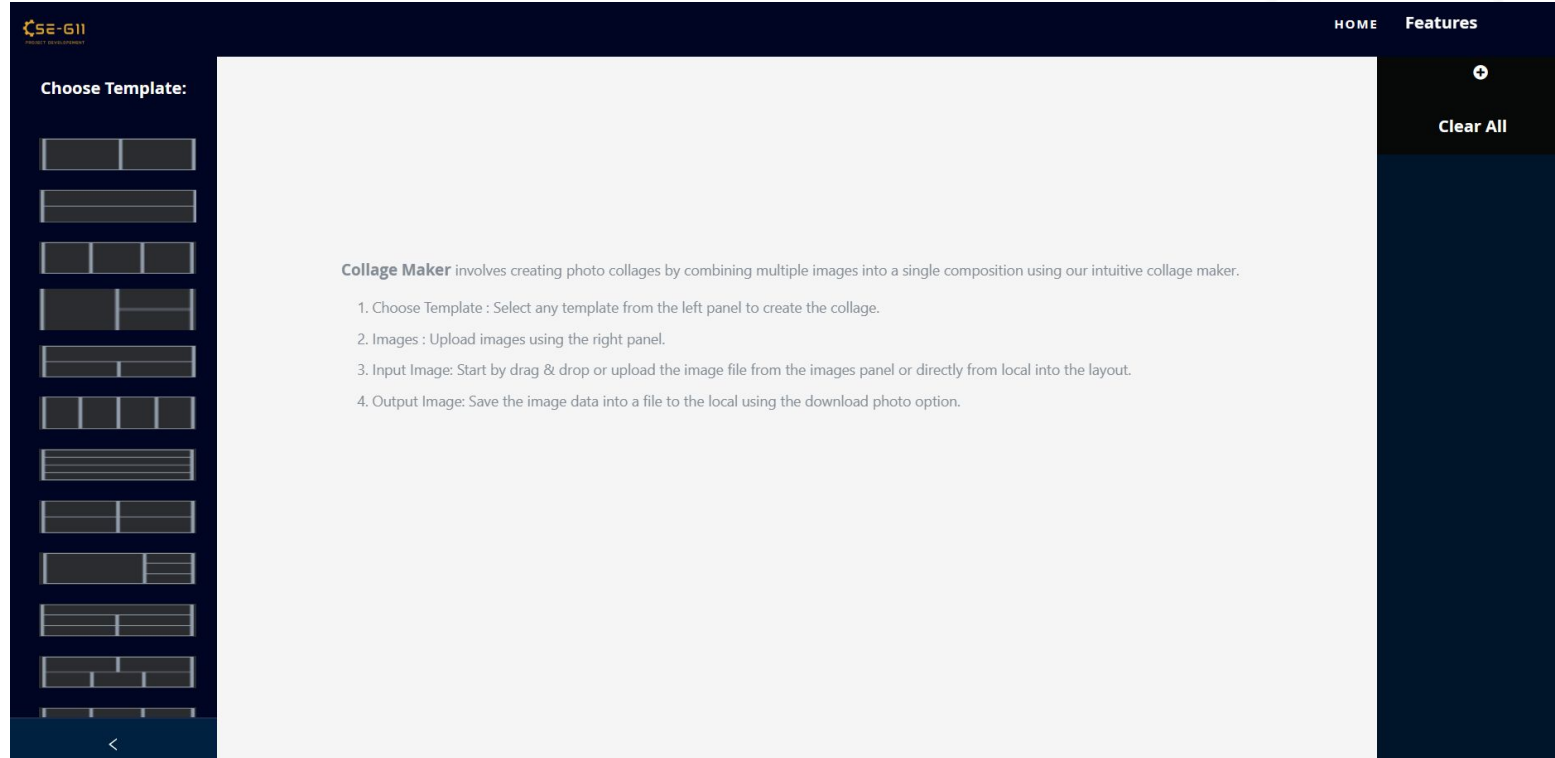 CSE-G11
PROJECT DEVELOPEMENT
HOME
Features
Choose Template:
Clear All
Collage Maker involves creating photo collages by combining multiple images into a single composition using our intuitive collage maker.
1. Choose Template : Select any template from the left panel to create the collage.
2. Images : Upload images using the right panel.
3. Input Image: Start by drag & drop or upload the image file from the images panel or directly from local into the layout.
4. Output Image: Save the image data into a file to the local using the download photo option.